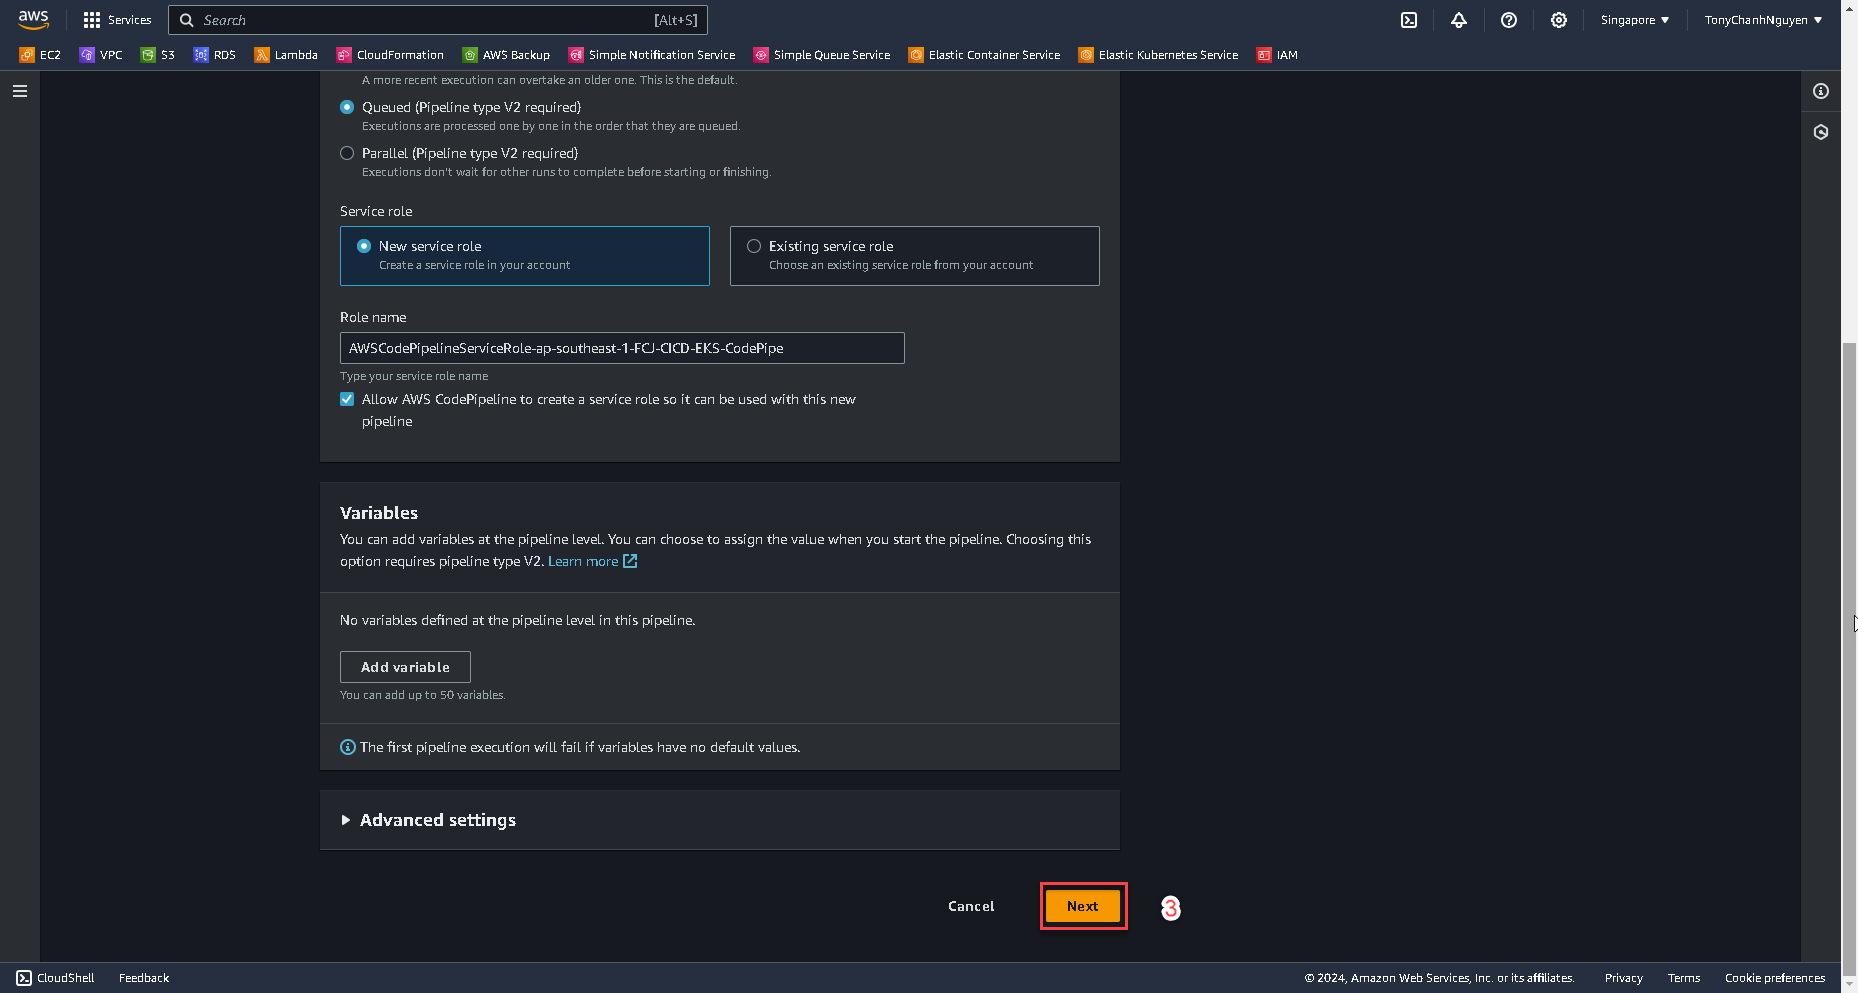 aws
Services
Search
[Alt+S]
Singapore ▼
TonyChanhNguyen ▼
EC2
VPC
S3
RDS
Lambda
CloudFormation
AWS Backup
Simple Notification Service
Simple Queue Service
Elastic Container Service
Elastic Kubernetes Service
IAM
A more recent execution can overtake an older one. This is the default.
Queued (Pipeline type V2 required)
Executions are processed one by one in the order that they are queued.
Parallel (Pipeline type V2 required)
Executions don't wait for other runs to complete before starting or finishing.
Service role
New service role
Create a service role in your account
Existing service role
Choose an existing service role from your account
Role name
AWSCodePipelineServiceRole-ap-southeast-1-FCJ-CICD-EKS-CodePipe
Type your service role name
Allow AWS CodePipeline to create a service role so it can be used with this new
pipeline
Variables
You can add variables at the pipeline level. You can choose to assign the value when you start the pipeline. Choosing this
option requires pipeline type V2. Learn more
No variables defined at the pipeline level in this pipeline.
Add variable
You can add up to 50 variables.
The first pipeline execution will fail if variables have no default values.
Advanced settings
Cancel
Next
3
CloudShell
Feedback
© 2024, Amazon Web Services, Inc. or its affiliates.
Privacy
Terms
Cookie preferences